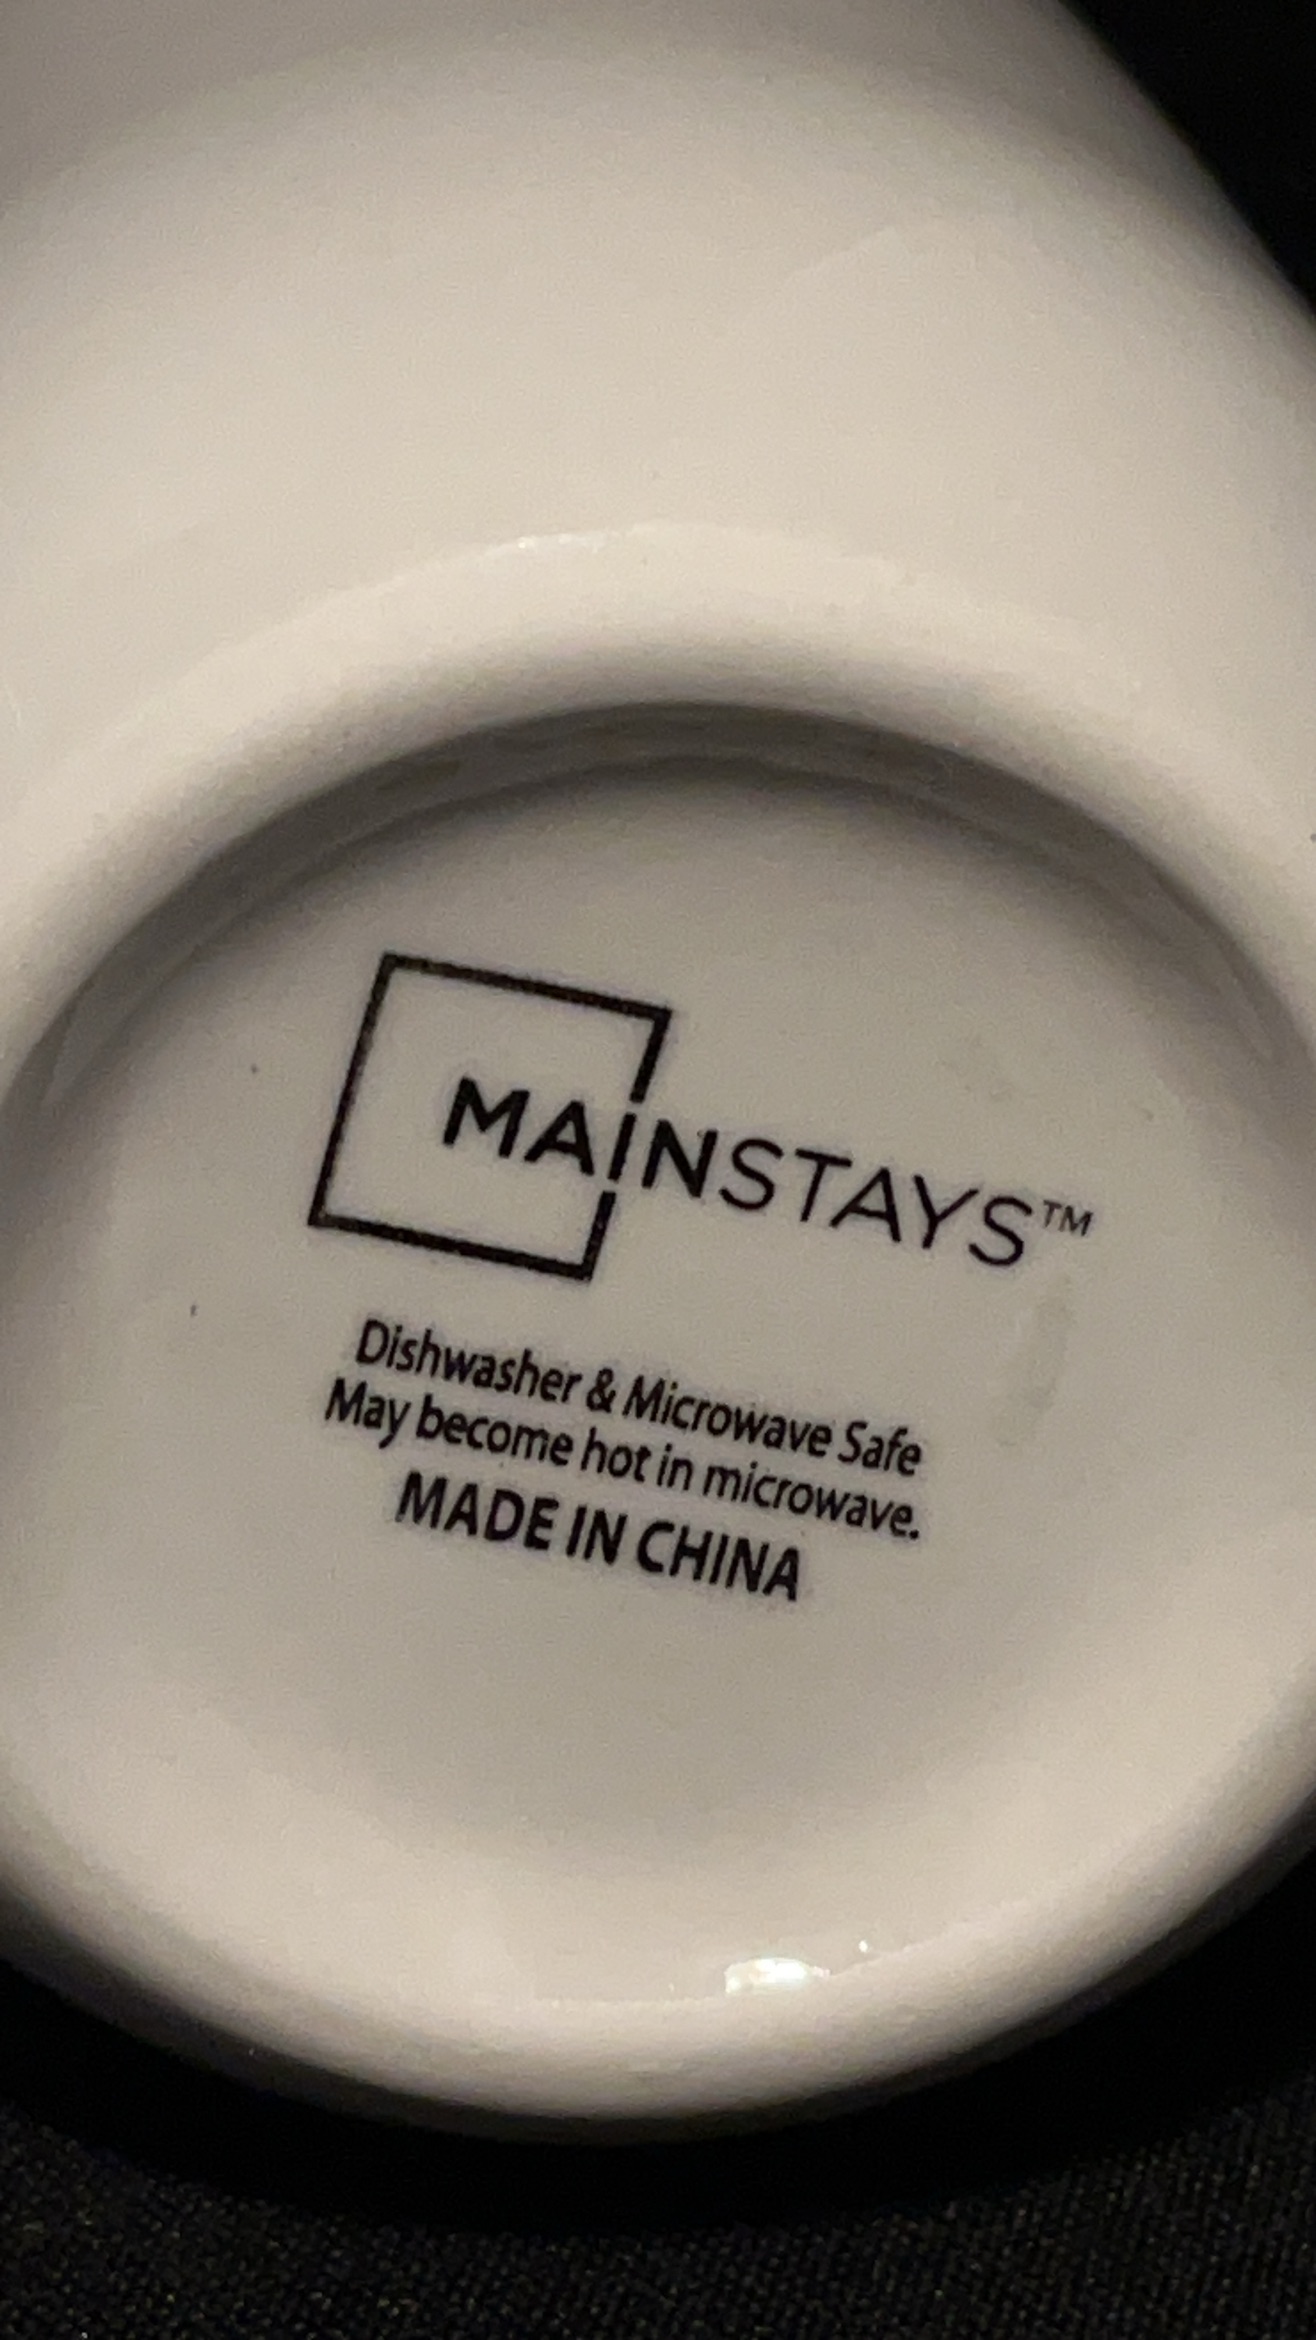 MAINSTAYS™
Dishwasher & Microwave Safe
May become hot in microwave.
MADE IN CHINA